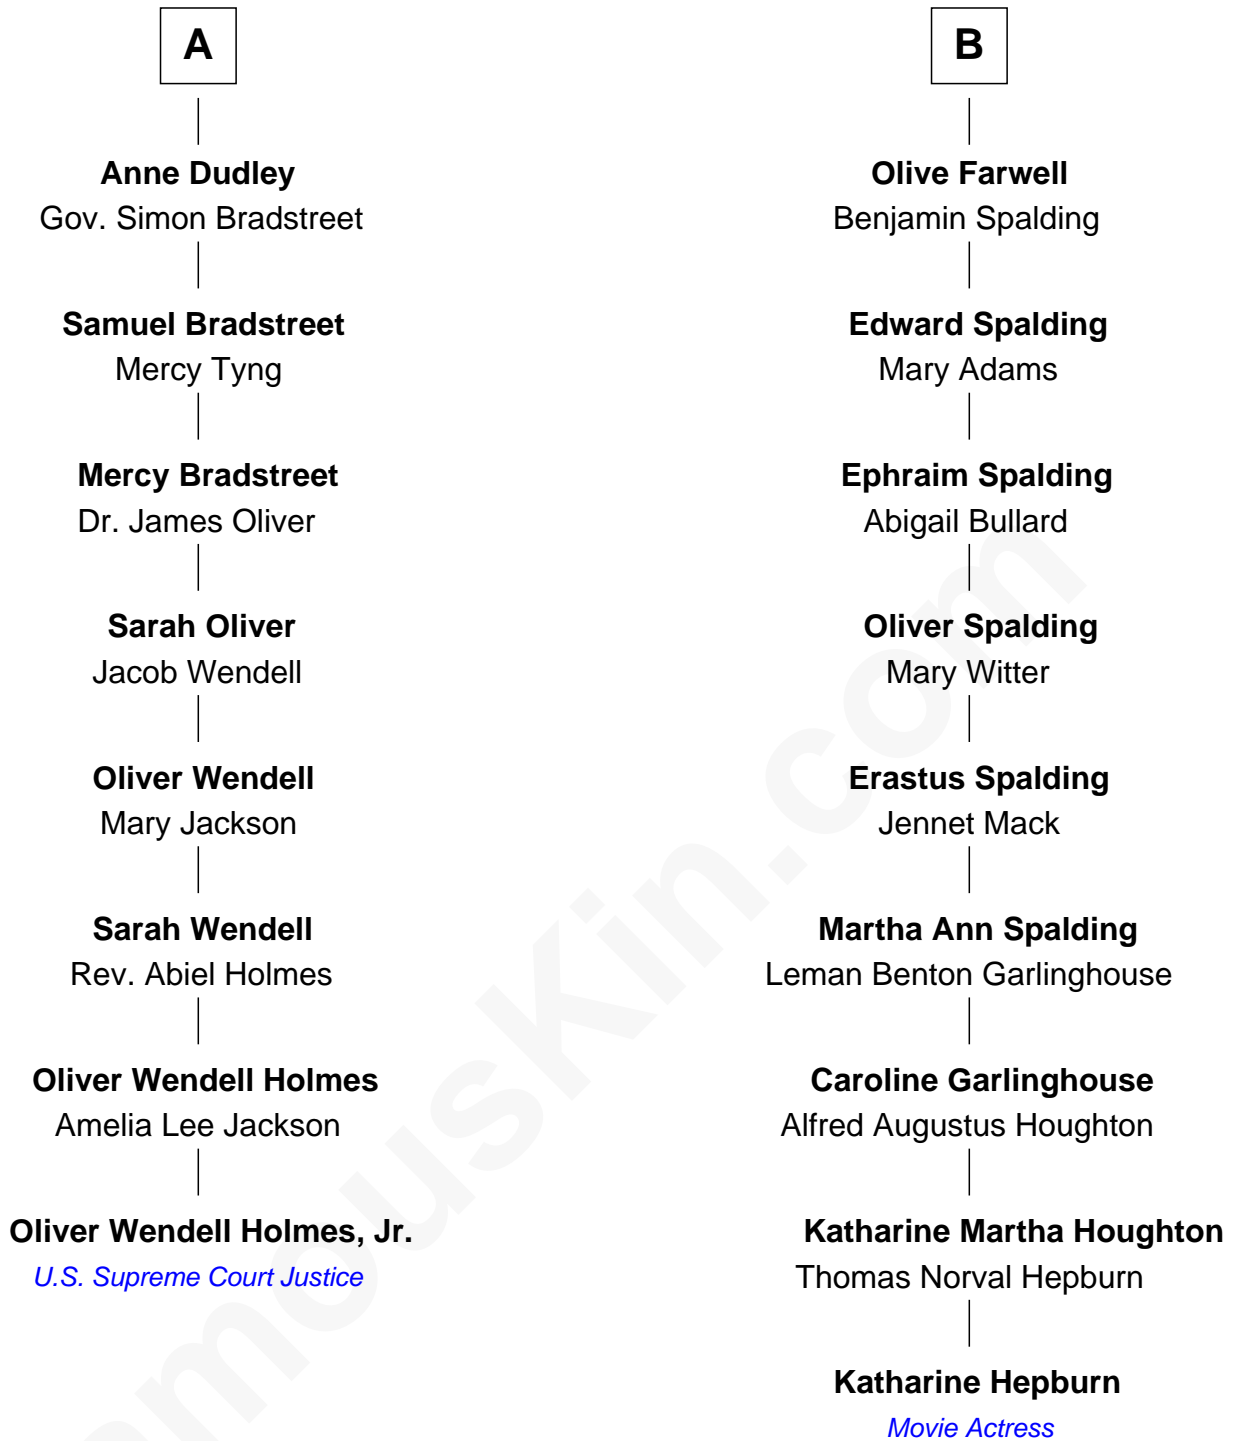 A
Anne Dudley
Gov. Simon Bradstreet
Samuel Bradstreet
Mercy Tyng
Mercy Bradstreet
Dr. James Oliver
Sarah Oliver
Jacob Wendell
Oliver Wendell
Mary Jackson
Sarah Wendell
Rev. Abiel Holmes
Oliver Wendell Holmes
Amelia Lee Jackson
Oliver Wendell Holmes, Jr.
U.S. Supreme Court Justice
B
Olive Farwell
Benjamin Spalding
Edward Spalding
Mary Adams
Ephraim Spalding
Abigail Bullard
Oliver Spalding
Mary Witter
Erastus Spalding
Jennet Mack
Martha Ann Spalding
Leman Benton Garlinghouse
Caroline Garlinghouse
Alfred Augustus Houghton
Katharine Martha Houghton
Thomas Norval Hepburn
Katharine Hepburn
Movie Actress
amousKin.com